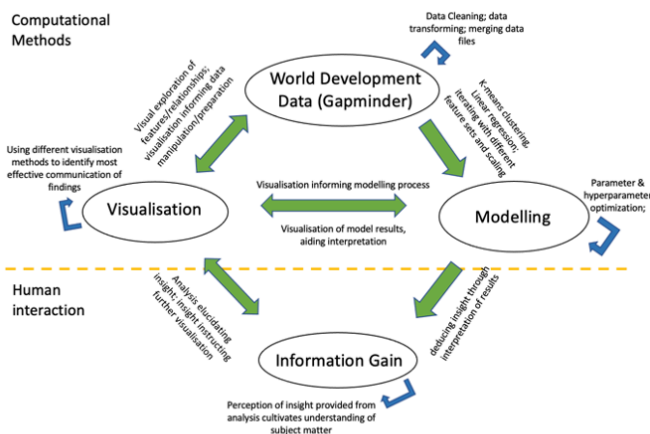 Computational
Methods
Data Cleaning; data
transforming; merging data
files
World Development
Data (Gapminder)
Visual exploration of
features/relationships;
visualisation informing data
manipulation/preparation
K-means clustering,
Linear regression;
iterating with different
feature sets and scaling
Using different visualisation
methods to identify most
effective communication of
findings
Visualisation
Visualisation informing modelling process
Visualisation of model results,
aiding interpretation
Modelling
Parameter &
hyperparameter
optimization;
Human
interaction
Analysis elucidating
insight; insight instructing
further visualisation
deducing insight through
interpretation of results
Information Gain
Perception of insight provided from
analysis cultivates understanding of
subject matter